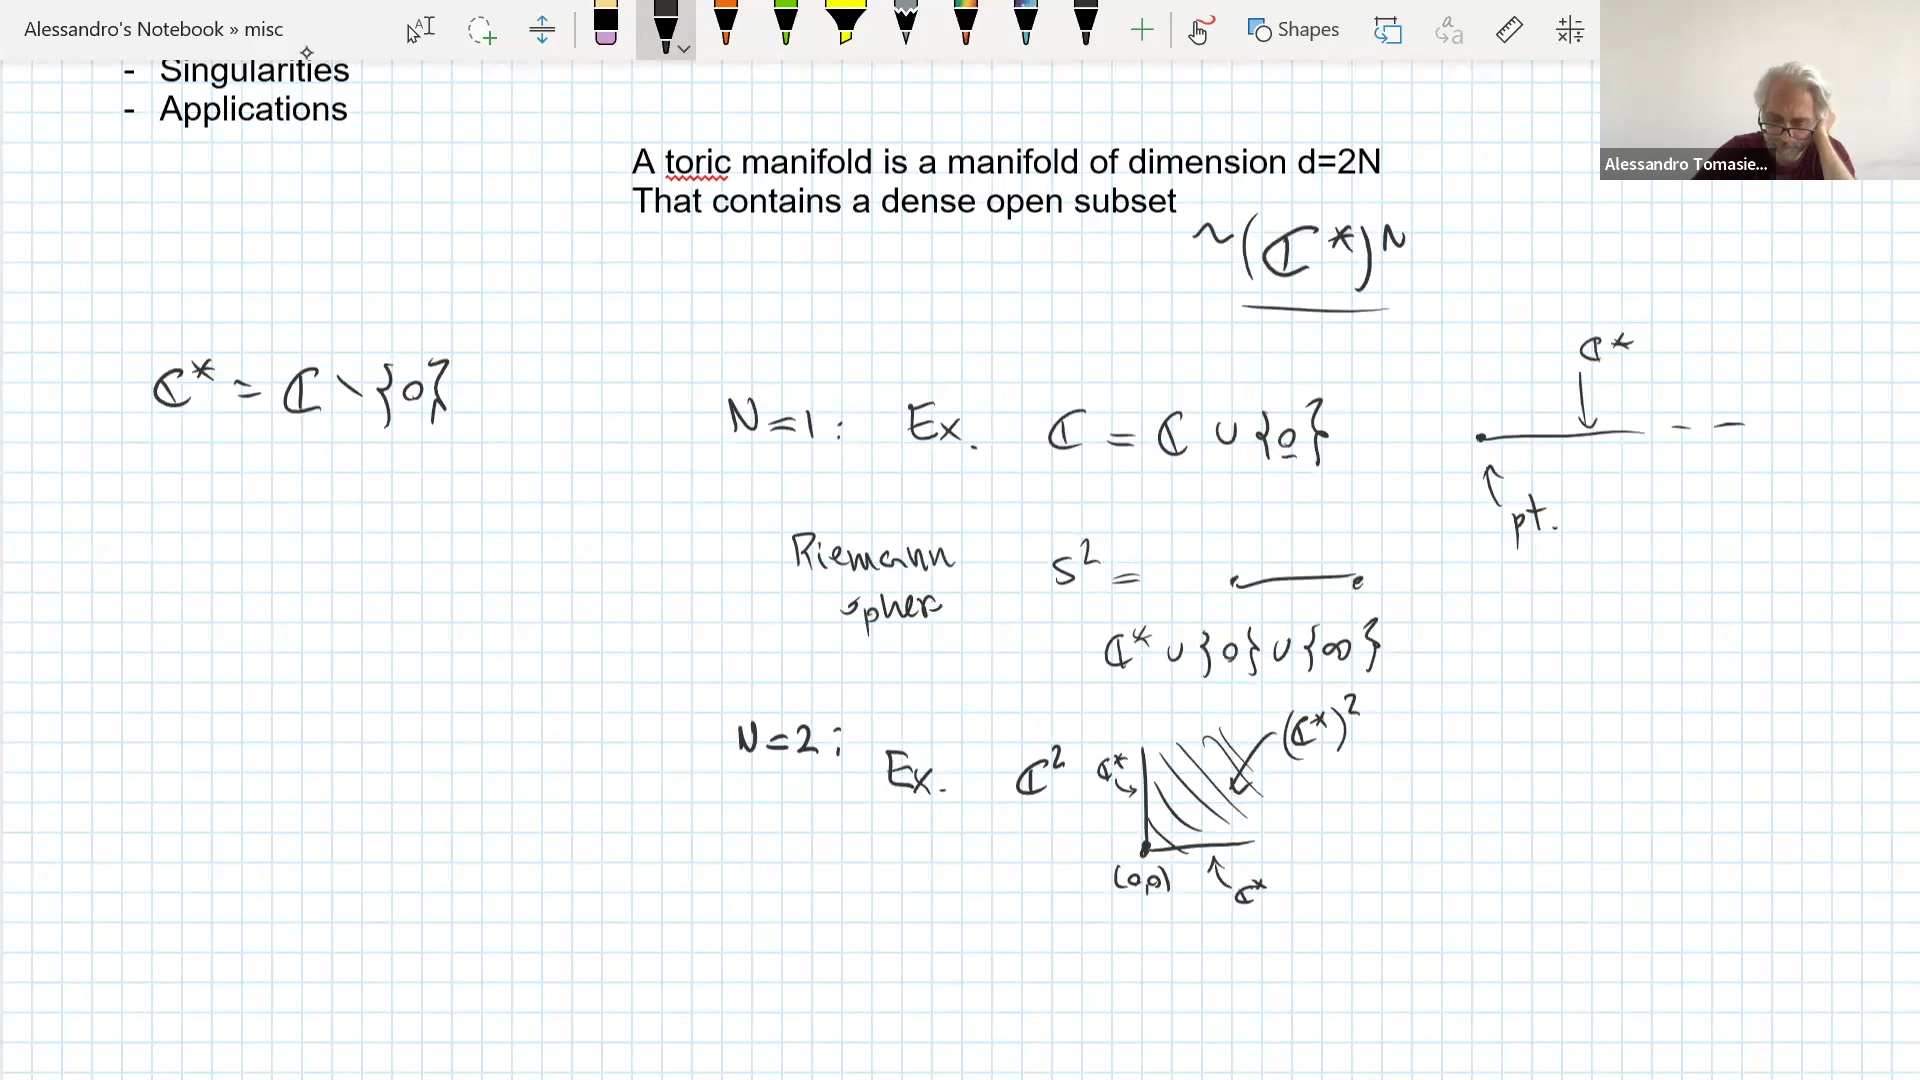 Alessandro's Notebook » misc
Shapes
- Singularities
- Applications
Alessandro Tomasie...
A toric manifold is a manifold of dimension d=2N
That contains a dense open subset
~(ℂ*)ᴺ
ℂ*
ℂ* = ℂ \ {0}
N=1: Ex. ℂ = ℂ ∪ {0}
pt.
Riemann sphere S² =
ℂ* ∪ {0} ∪ {∞}
(ℂ*)²
N=2: Ex. ℂ² ℂ*
(0,0) ℂ*